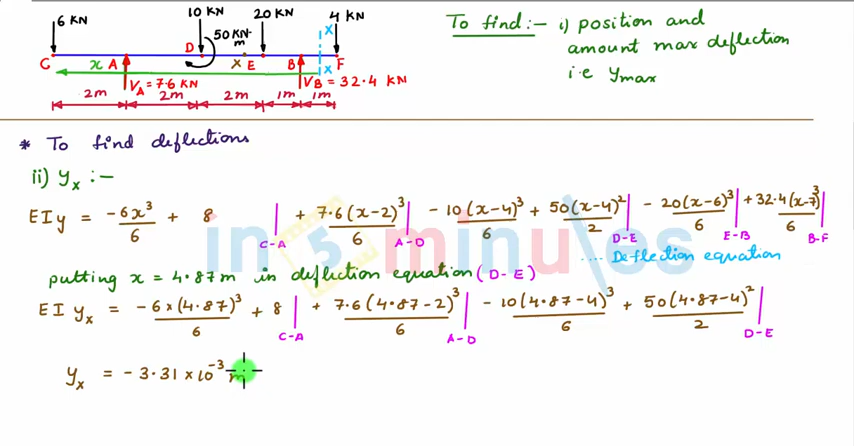 6 KN 10 KN 50 KN- m 20 KN 4 KN
x x
C x A D x E B F
V_A = 7.6 KN V_B = 32.4 KN
2m 2m 2m 1m 1m
To find :- i) position and
amount max deflection
i.e ymax
* To find deflections
ii) y_x :-
EIy = -6x³/6 + 8 |C-A + 7.6(x-2)³/6 |A-D - 10(x-4)³/6 + 50(x-4)²/2 |D-E - 20(x-6)³/6 |E-B + 32.4(x-7)³/6 |B-F
.... Deflection equation
in 5 minutes
putting x = 4.87m in deflection equation (D-E)
EI y_x = -6×(4.87)³/6 + 8 |C-A + 7.6(4.87-2)³/6 |A-D - 10(4.87-4)³/6 + 50(4.87-4)²/2 |D-E
y_x = -3.31 × 10⁻³ m